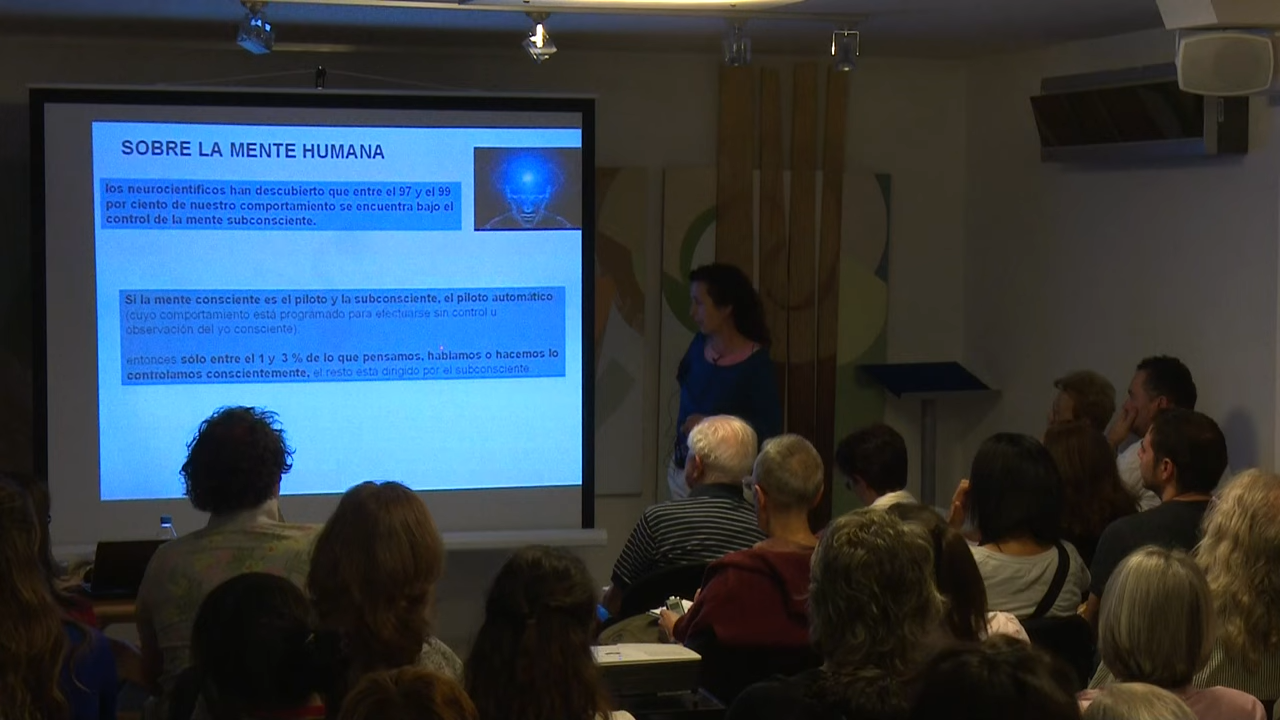 SOBRE LA MENTE HUMANA
los neurocientíficos han descubierto que entre el 97 y el 99
por ciento de nuestro comportamiento se encuentra bajo el
control de la mente subconsciente.
Si la mente consciente es el piloto y la subconsciente, el piloto automático
(cuyo comportamiento está programado para efectuarse sin control u
observación del yo consciente)
entonces sólo entre el 1 y 3 % de lo que pensamos, hablamos o hacemos lo
controlamos conscientemente, el resto está dirigido por el subconsciente.